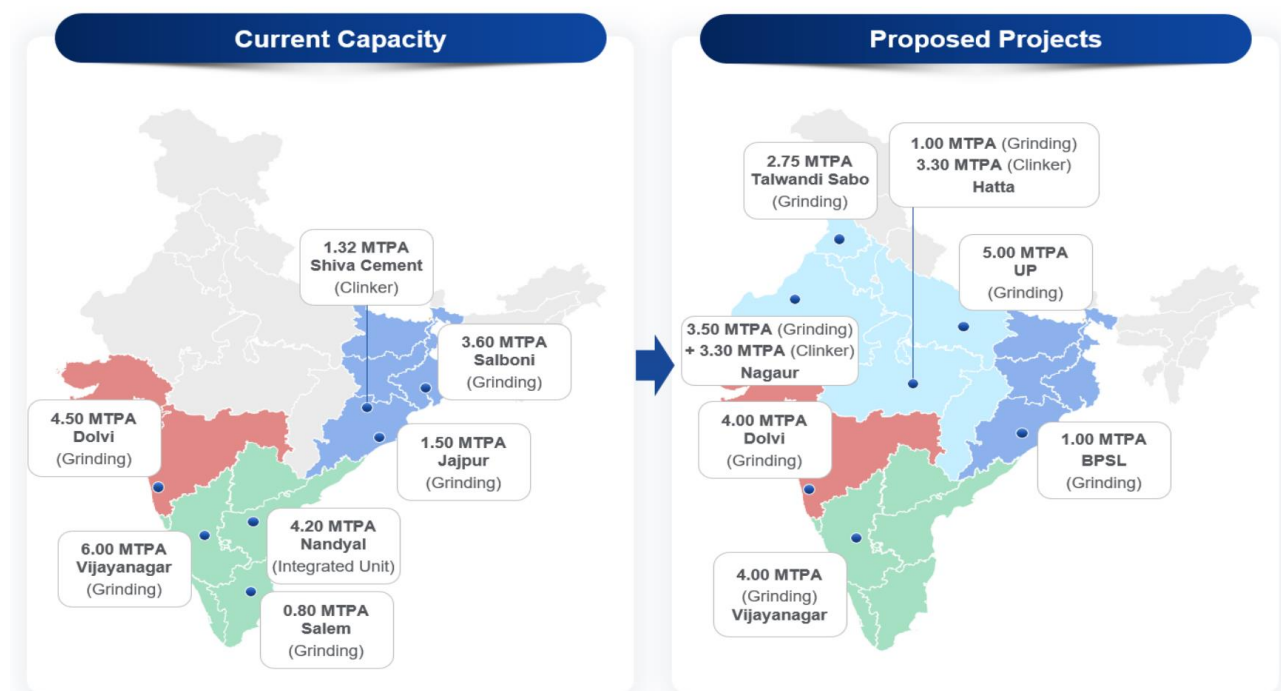 Current Capacity
1.32 MTPA
Shiva Cement
(Clinker)
3.60 MTPA
Salboni
(Grinding)
4.50 MTPA
Dolvi
(Grinding)
1.50 MTPA
Jajpur
(Grinding)
6.00 MTPA
Vijayanagar
(Grinding)
4.20 MTPA
Nandyal
(Integrated Unit)
0.80 MTPA
Salem
(Grinding)
Proposed Projects
2.75 MTPA
Talwandi Sabo
(Grinding)
1.00 MTPA (Grinding)
3.30 MTPA (Clinker)
Hatta
5.00 MTPA
UP
(Grinding)
3.50 MTPA (Grinding)
+ 3.30 MTPA (Clinker)
Nagaur
4.00 MTPA
Dolvi
(Grinding)
1.00 MTPA
BPSL
(Grinding)
4.00 MTPA
(Grinding)
Vijayanagar